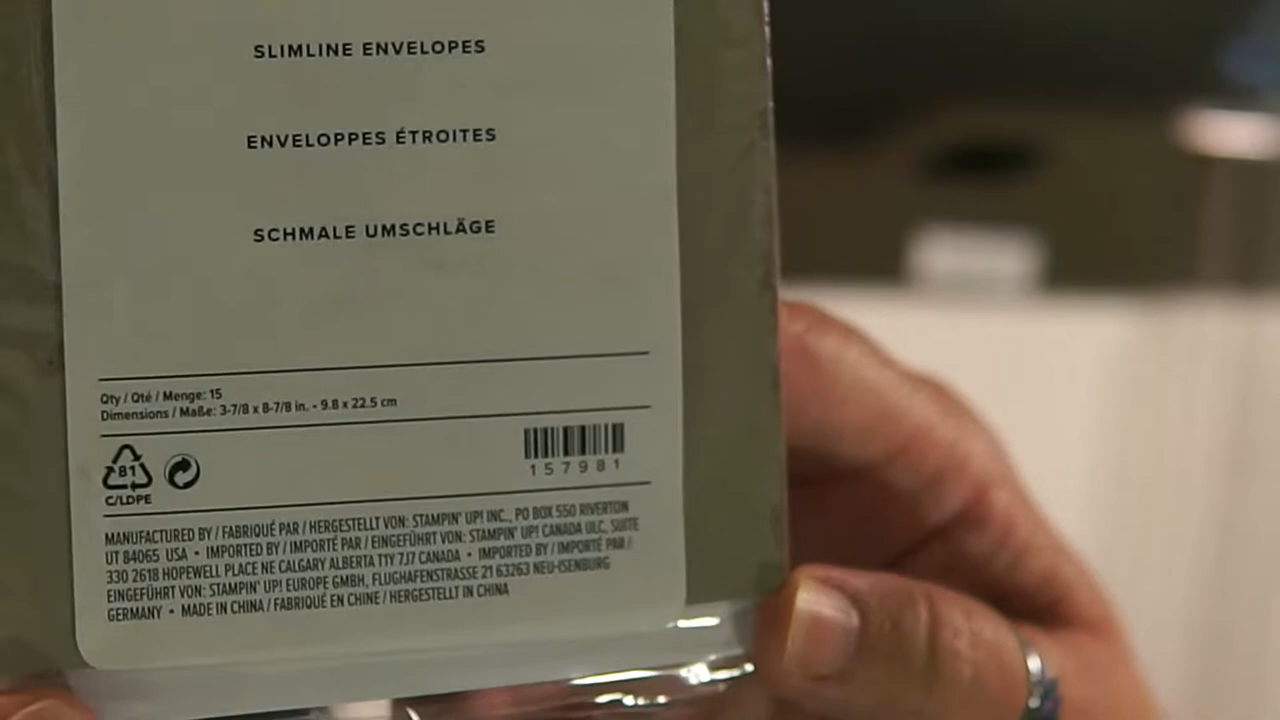 SLIMLINE ENVELOPES
ENVELOPPES ÉTROITES
SCHMALE UMSCHLÄGE
Qty / Qté / Menge: 15
Dimensions / Maße: 3-7/8 x 8-7/8 in. - 9.8 x 22.5 cm
81
C/LDPE
157981
MANUFACTURED BY / FABRIQUÉ PAR / HERGESTELLT VON: STAMPIN' UP! INC., PO BOX 550 RIVERTON
UT 84065 USA • IMPORTED BY / IMPORTÉ PAR / EINGEFÜHRT VON: STAMPIN' UP! CANADA ULC, SUITE
330 2618 HOPEWELL PLACE NE CALGARY ALBERTA T1Y 7J7 CANADA • IMPORTED BY / IMPORTÉ PAR /
EINGEFÜHRT VON: STAMPIN' UP! EUROPE GMBH, FLUGHAFENSTRASSE 21 63263 NEU-ISENBURG
GERMANY • MADE IN CHINA / FABRIQUÉ EN CHINE / HERGESTELLT IN CHINA